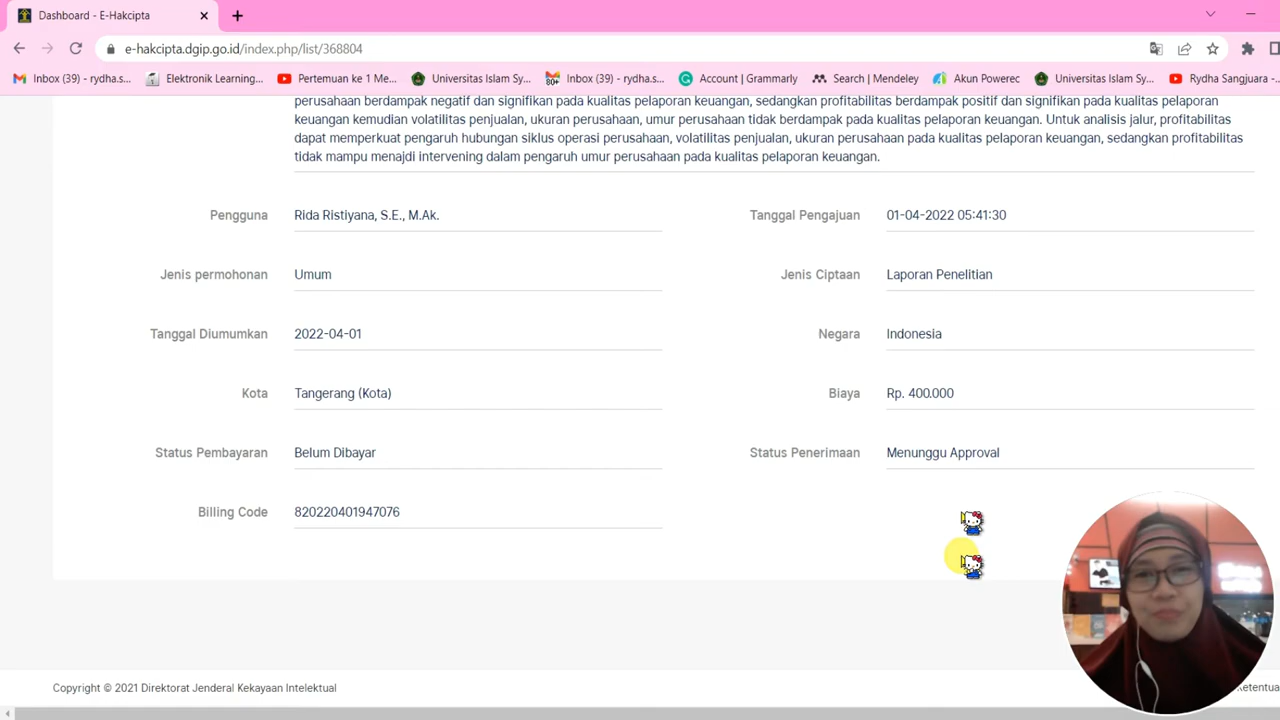 Dashboard - E-Hakcipta
e-hakcipta.dgip.go.id/index.php/list/368804
Inbox (39) - rydha.s...
Elektronik Learning...
Pertemuan ke 1 Me...
Universitas Islam Sy...
80+
Inbox (39) - rydha.s...
Account | Grammarly
Search | Mendeley
Akun Powerec
Universitas Islam Sy...
Rydha Sangjuara -...
perusahaan berdampak negatif dan signifikan pada kualitas pelaporan keuangan, sedangkan profitabilitas berdampak positif dan signifikan pada kualitas pelaporan
keuangan kemudian volatilitas penjualan, ukuran perusahaan, umur perusahaan tidak berdampak pada kualitas pelaporan keuangan. Untuk analisis jalur, profitabilitas
dapat memperkuat pengaruh hubungan siklus operasi perusahaan, volatilitas penjualan, ukuran perusahaan pada kualitas pelaporan keuangan, sedangkan profitabilitas
tidak mampu menajdi intervening dalam pengaruh umur perusahaan pada kualitas pelaporan keuangan.
Pengguna Rida Ristiyana, S.E., M.Ak. Tanggal Pengajuan 01-04-2022 05:41:30
Jenis permohonan Umum Jenis Ciptaan Laporan Penelitian
Tanggal Diumumkan 2022-04-01 Negara Indonesia
Kota Tangerang (Kota) Biaya Rp. 400.000
Status Pembayaran Belum Dibayar Status Penerimaan Menunggu Approval
Billing Code 820220401947076
Copyright © 2021 Direktorat Jenderal Kekayaan Intelektual
Ketentua